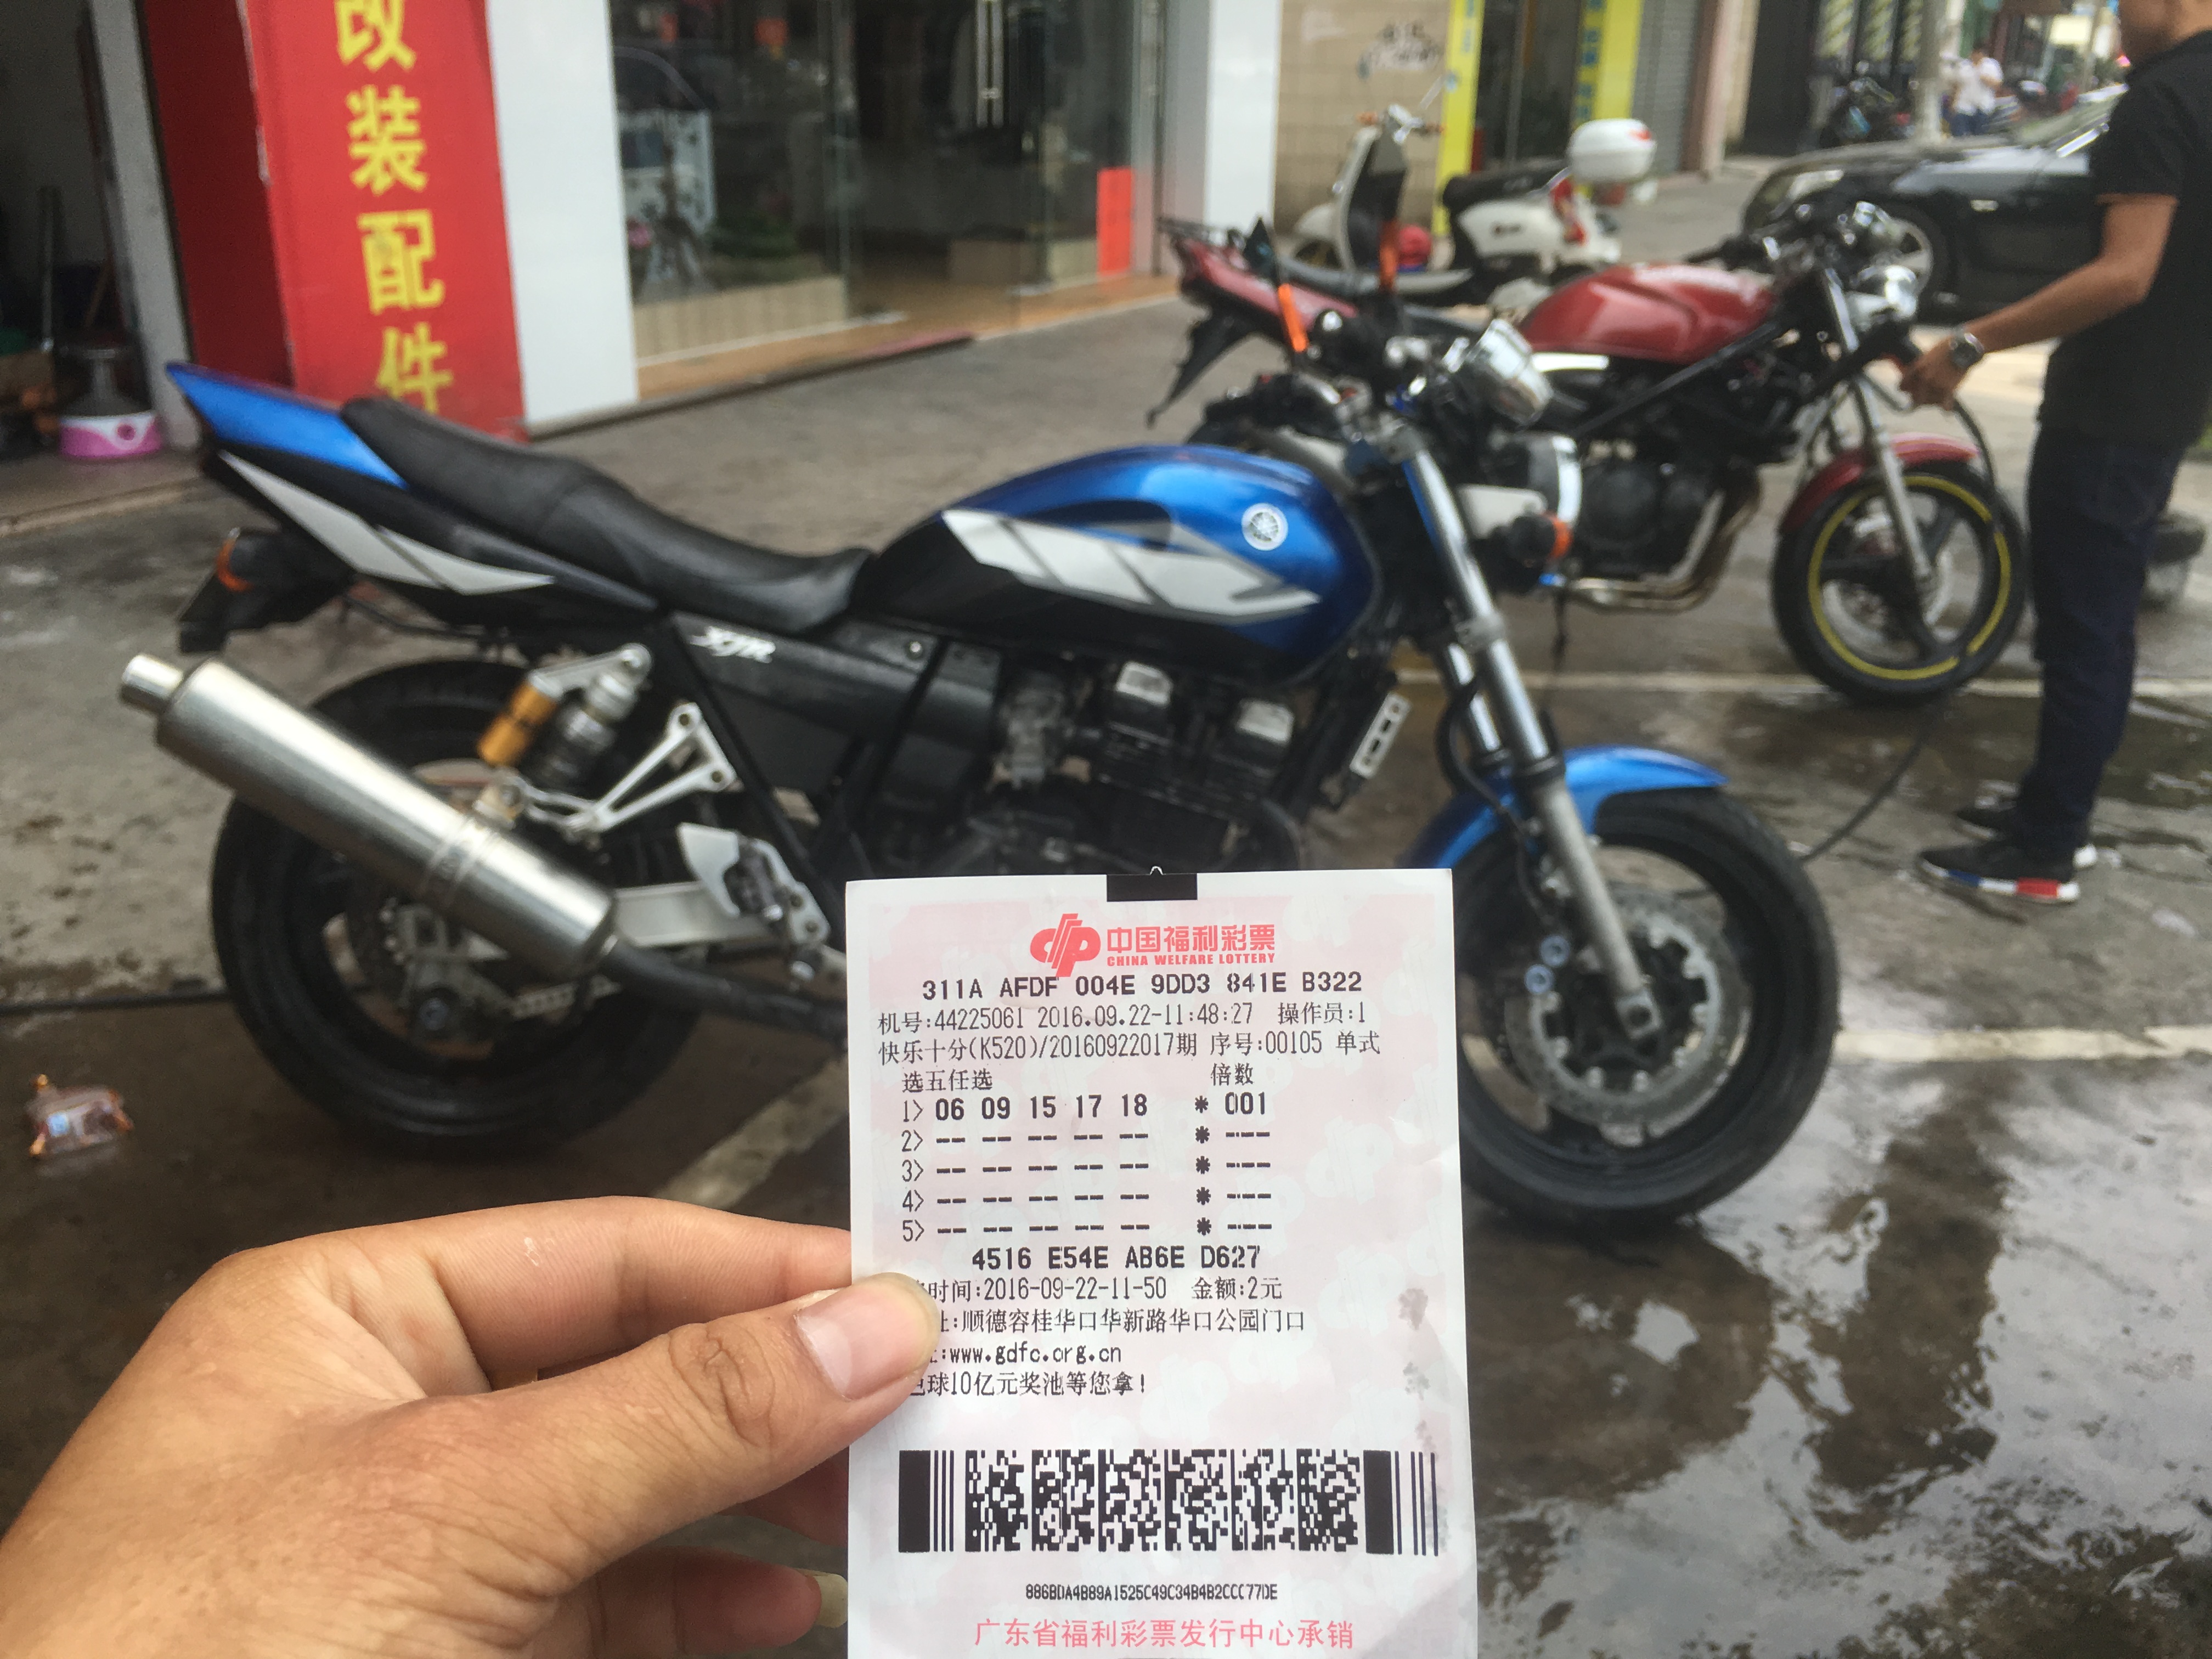 改装配件
XJR
中国福利彩票
CHINA WELFARE LOTTERY
311A AFDF 004E 9DD3 841E B322
机号:44225061 2016.09.22-11:48:27 操作员:1
快乐十分(K520)/20160922017期 序号:00105 单式
选五任选 倍数
1> 06 09 15 17 18 * 001
2> -- -- -- -- -- * ---
3> -- -- -- -- -- * ---
4> -- -- -- -- -- * ---
5> -- -- -- -- -- * ---
4516 E54E AB6E D627
时间:2016-09-22-11-50 金额:2元
址:顺德容桂华口华新路华口公园门口
:www.gdfc.org.cn
色球10亿元奖池等您拿!
886BDA4B89A1525C49C34B4B2CCC77DE
广东省福利彩票发行中心承销